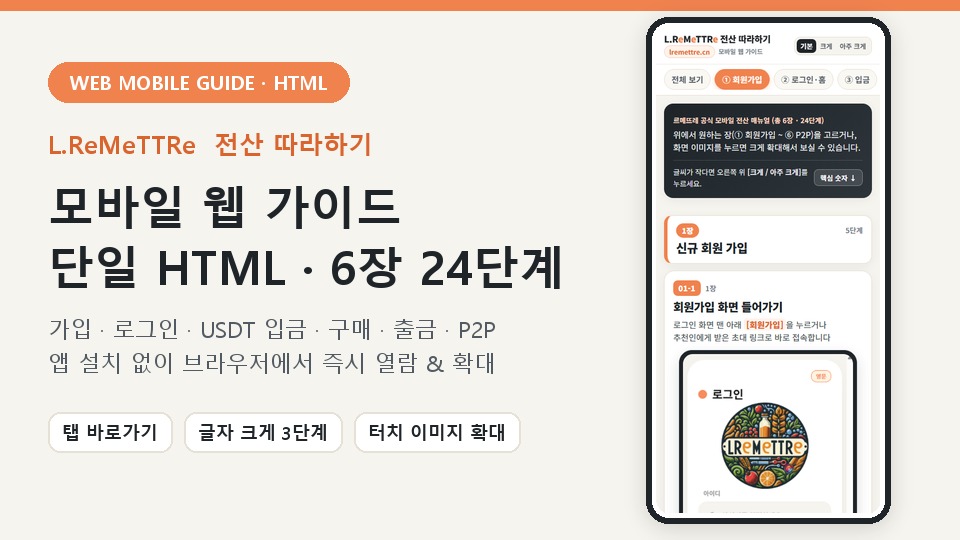 WEB MOBILE GUIDE · HTML
L.ReMeTTRe 전산 따라하기
모바일 웹 가이드
단일 HTML · 6장 24단계
가입 · 로그인 · USDT 입금 · 구매 · 출금 · P2P
앱 설치 없이 브라우저에서 즉시 열람 & 확대
탭 바로가기
글자 크게 3단계
터치 이미지 확대
L.ReMeTTRe 전산 따라하기
lremettre.cn 모바일 웹 가이드
기본 크게 아주 크게
전체 보기 ① 회원가입 ② 로그인·홈 ③ 입금
르메뜨레 공식 모바일 전산 매뉴얼 (총 6장 · 24단계)
위에서 원하는 장(① 회원가입 ~ ⑥ P2P)을 고르거나,
화면 이미지를 누르면 크게 확대해서 보실 수 있습니다.
글씨가 작다면 오른쪽 위 [크게 / 아주 크게]를
누르세요.
핵심 숫자 ↓
1장
5단계
신규 회원 가입
01-1 1장
회원가입 화면 들어가기
로그인 화면 맨 아래 [회원가입] 을 누르거나
추천인에게 받은 초대 링크로 바로 접속합니다
로그인
LReMeTTRe
아이디